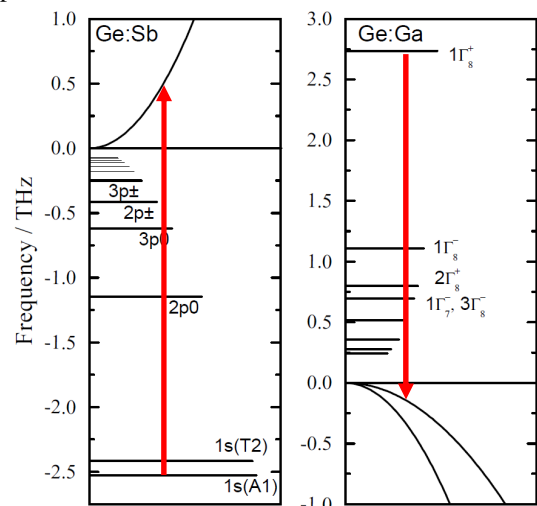 Frequency / THz
Ge:Sb
1.0
0.5
0.0
-0.5
-1.0
-1.5
-2.0
-2.5
3p±
2p±
3p0
2p0
1s(T2)
1s(A1)
Ge:Ga
3.0
2.5
2.0
1.5
1.0
0.5
0.0
-0.5
-1.0
1Γ₈⁺
1Γ₈⁻
2Γ₈⁺
1Γ₇⁻, 3Γ₈⁻